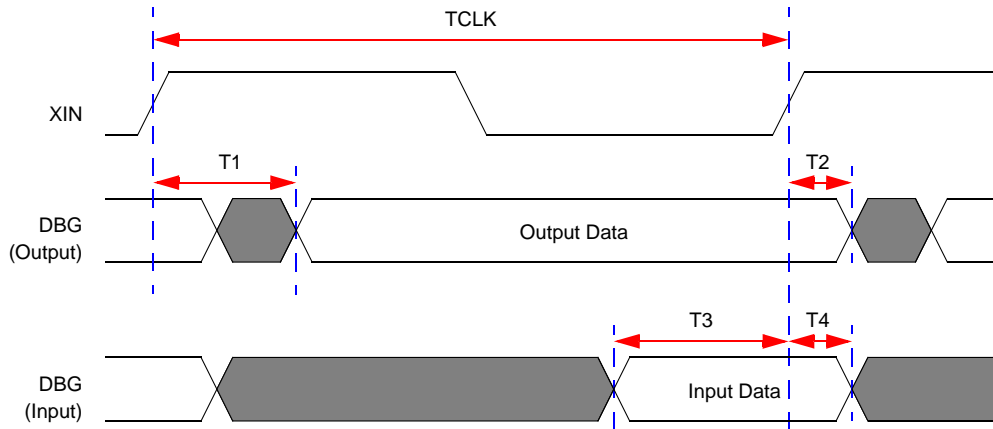 TCLK
XIN
T1
T2
DBG
(Output)
Output Data
T3
T4
DBG
(Input)
Input Data